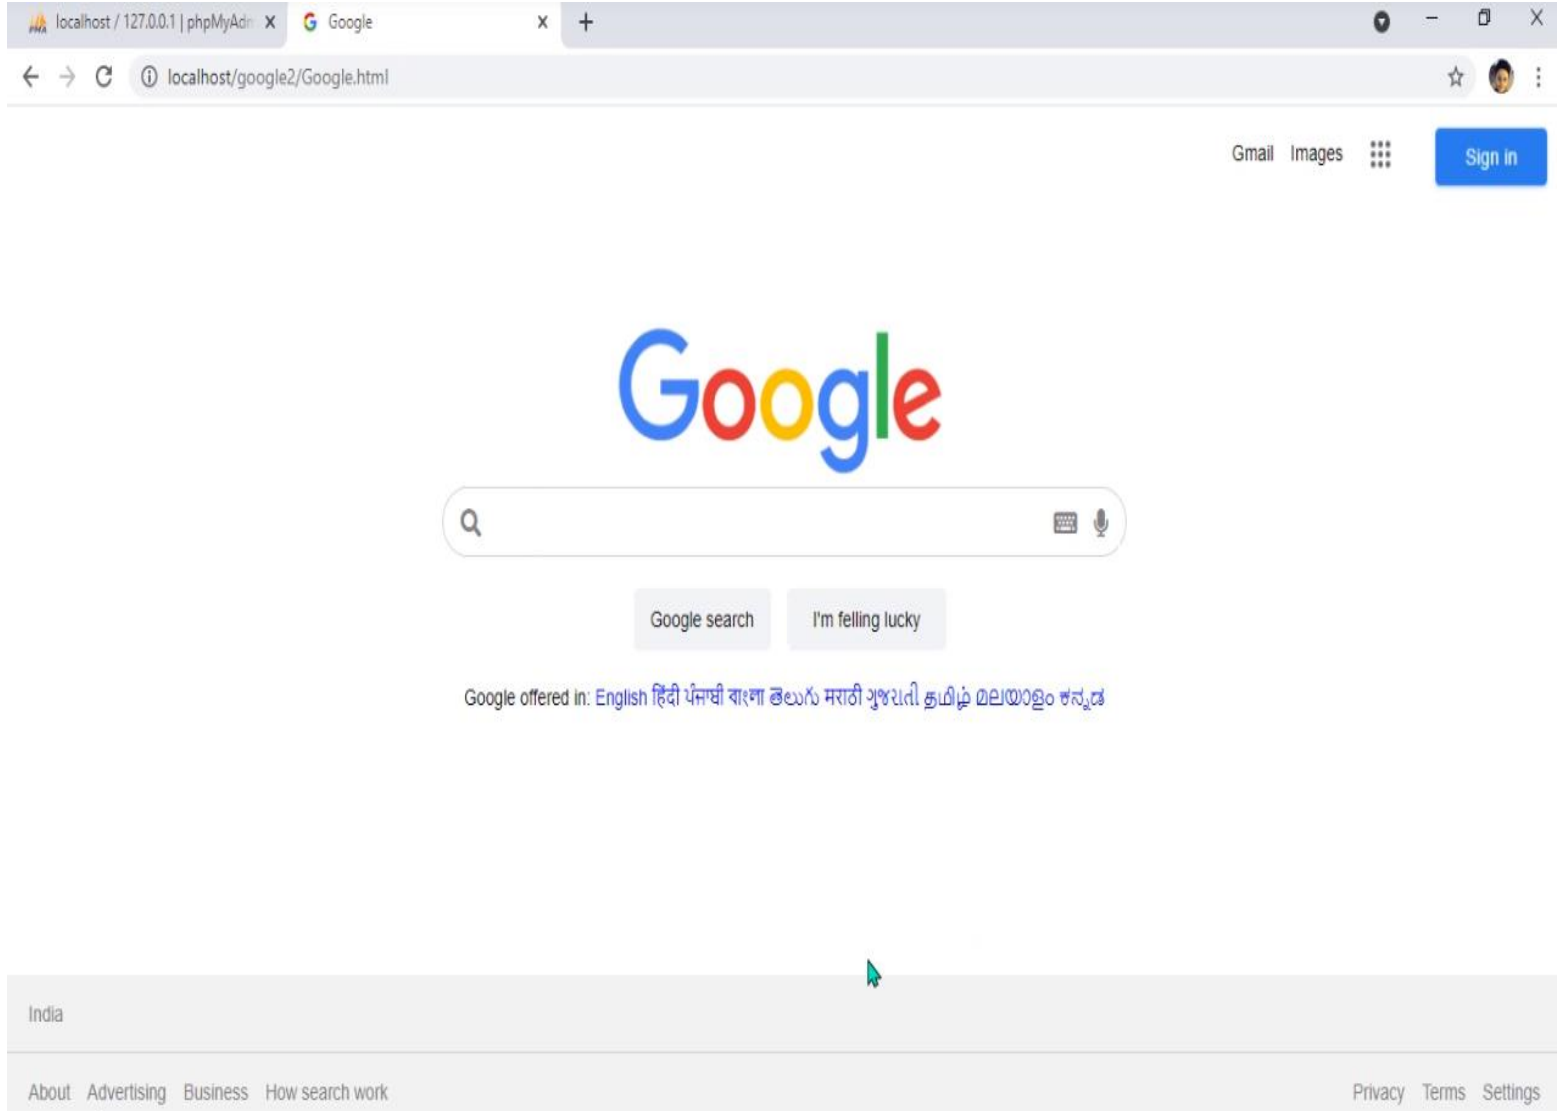 localhost / 127.0.0.1 | phpMyAdm
Google
localhost/google2/Google.html
Gmail Images Sign in
Google
Google search I'm felling lucky
Google offered in: English हिंदी ਪੰਜਾਬੀ বাংলা తెలుగు मराठी ગુજરાતી தமிழ் മലയാളം ಕನ್ನಡ
India
About Advertising Business How search work Privacy Terms Settings